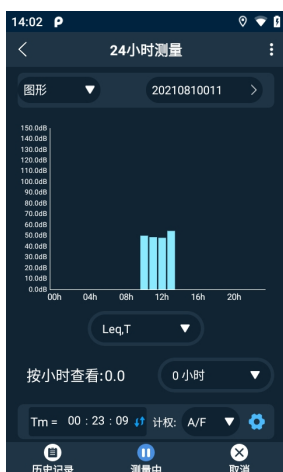 14:02
24小时测量
图形 20210810011
150.0dB
140.0dB
130.0dB
120.0dB
110.0dB
100.0dB
90.0dB
80.0dB
70.0dB
60.0dB
50.0dB
40.0dB
30.0dB
20.0dB
10.0dB
0.0dB
00h 04h 08h 12h 16h 20h
Leq,T
按小时查看:0.0 0 小时
Tm = 00 : 23 : 09 计权: A/F
历史记录 测量中 取消